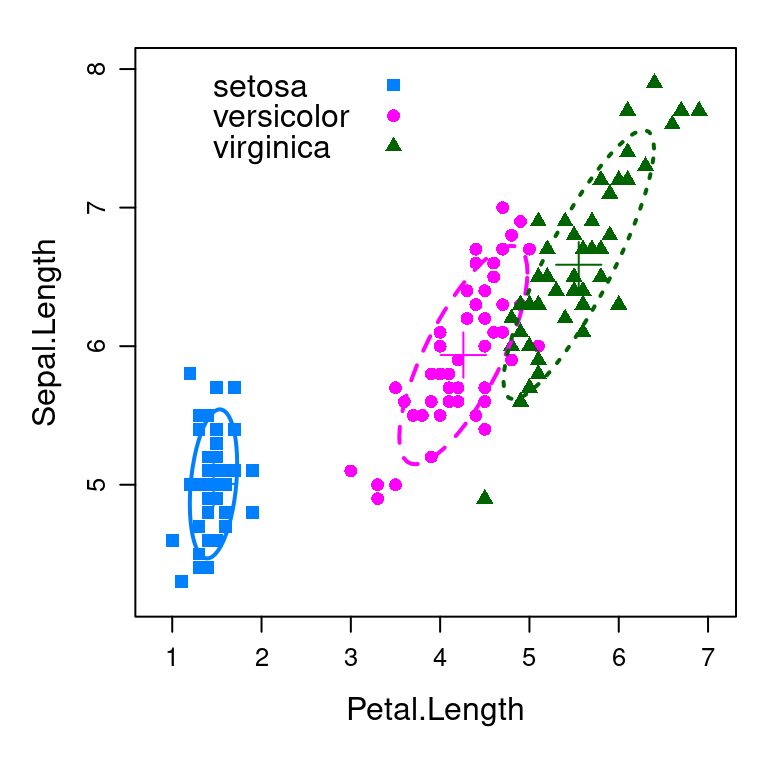 setosa
versicolor
virginica
8
7
6
5
Sepal.Length
1 2 3 4 5 6 7
Petal.Length